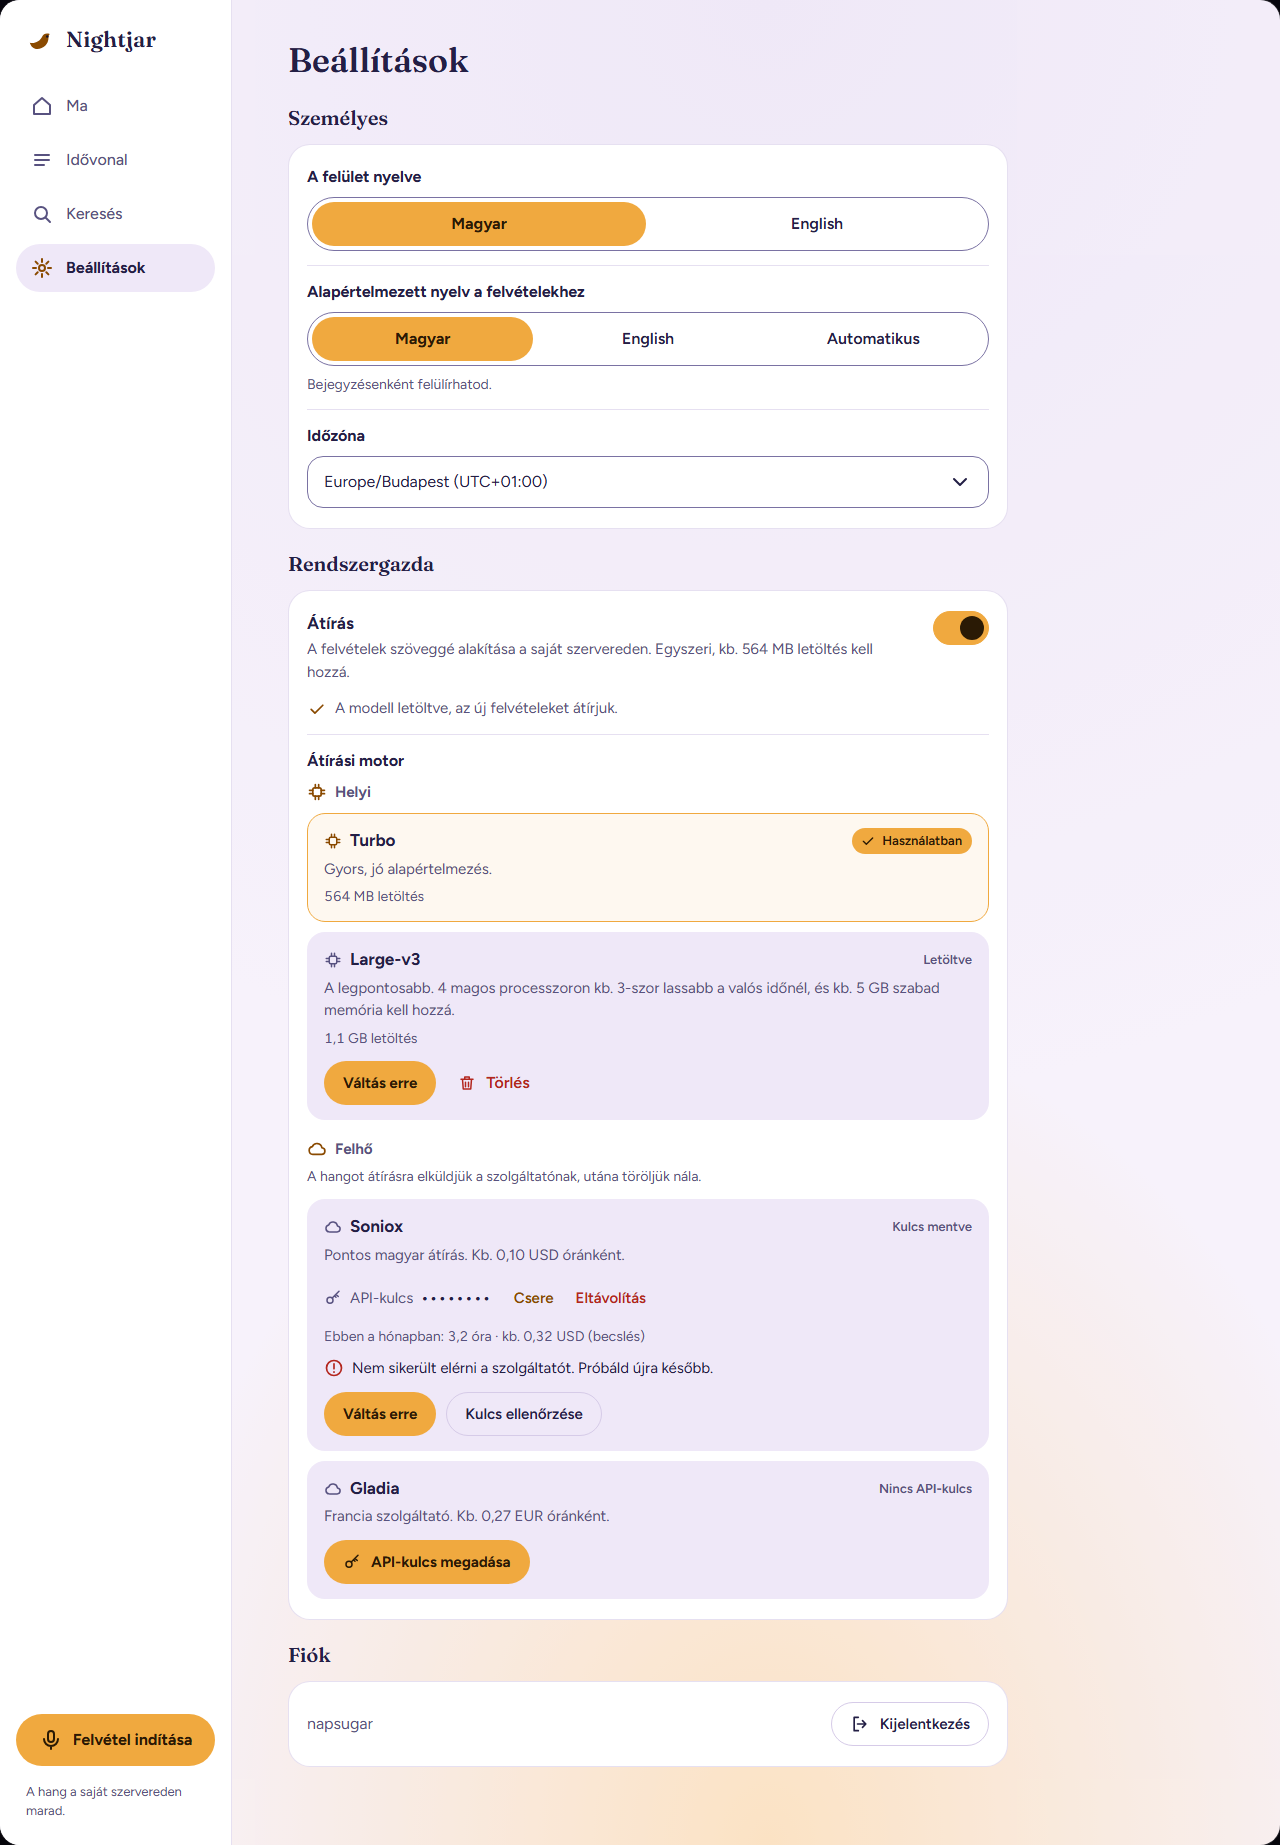 Nightjar
Ma
Idővonal
Keresés
Beállítások
Felvétel indítása
A hang a saját szervereden
marad.
Beállítások
Személyes
A felület nyelve
Magyar English
Alapértelmezett nyelv a felvételekhez
Magyar English Automatikus
Bejegyzésenként felülírhatod.
Időzóna
Europe/Budapest (UTC+01:00)
Rendszergazda
Átírás
A felvételek szöveggé alakítása a saját szervereden. Egyszeri, kb. 564 MB letöltés kell
hozzá.
A modell letöltve, az új felvételeket átírjuk.
Átírási motor
Helyi
Turbo Használatban
Gyors, jó alapértelmezés.
564 MB letöltés
Large-v3 Letöltve
A legpontosabb. 4 magos processzoron kb. 3-szor lassabb a valós időnél, és kb. 5 GB szabad
memória kell hozzá.
1,1 GB letöltés
Váltás erre Törlés
Felhő
A hangot átírásra elküldjük a szolgáltatónak, utána töröljük nála.
Soniox Kulcs mentve
Pontos magyar átírás. Kb. 0,10 USD óránként.
API-kulcs •••••••• Csere Eltávolítás
Ebben a hónapban: 3,2 óra · kb. 0,32 USD (becslés)
Nem sikerült elérni a szolgáltatót. Próbáld újra később.
Váltás erre Kulcs ellenőrzése
Gladia Nincs API-kulcs
Francia szolgáltató. Kb. 0,27 EUR óránként.
API-kulcs megadása
Fiók
napsugar Kijelentkezés